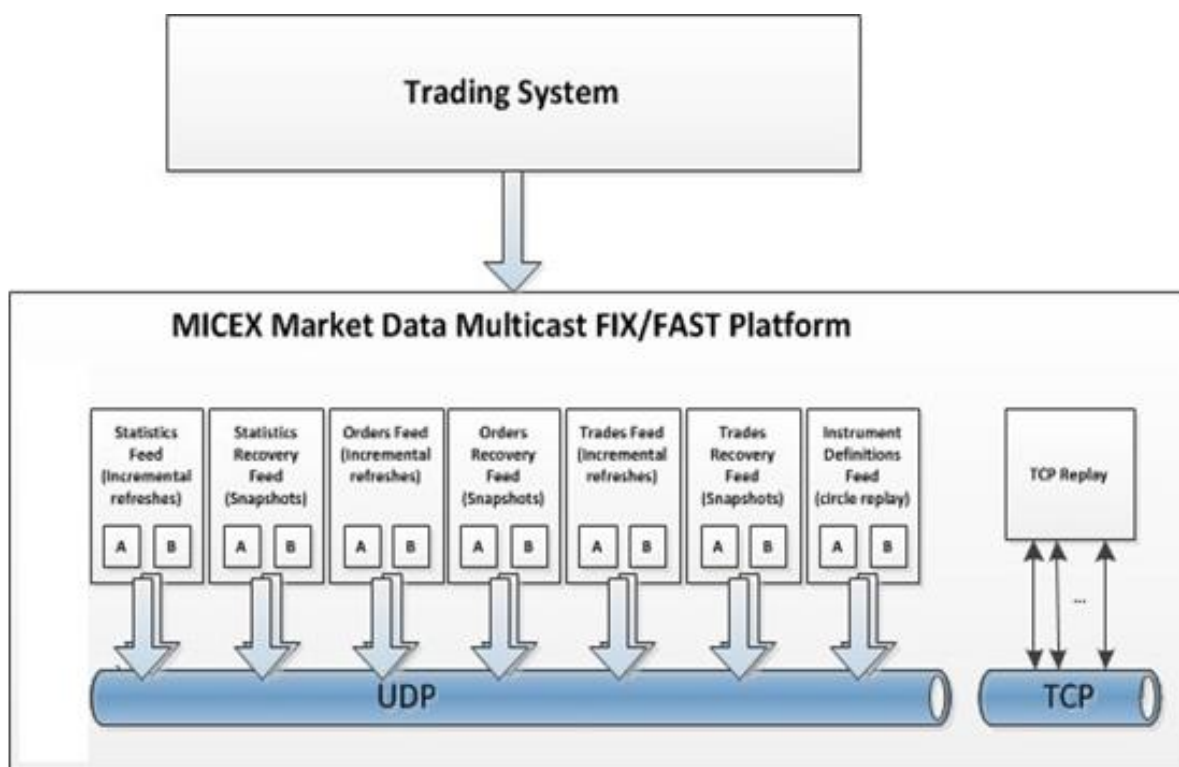 Trading System
MICEX Market Data Multicast FIX/FAST Platform
Statistics
Feed
(Incremental
refreshes)
A B
Statistics
Recovery
Feed
(Snapshots)
A B
Orders Feed
(Incremental
refreshes)
A B
Orders
Recovery
Feed
(Snapshots)
A B
Trades Feed
(Incremental
refreshes)
A B
Trades
Recovery
Feed
(Snapshots)
A B
Instrument
Definitions
Feed
(circle replay)
A B
TCP Replay
...
UDP
TCP